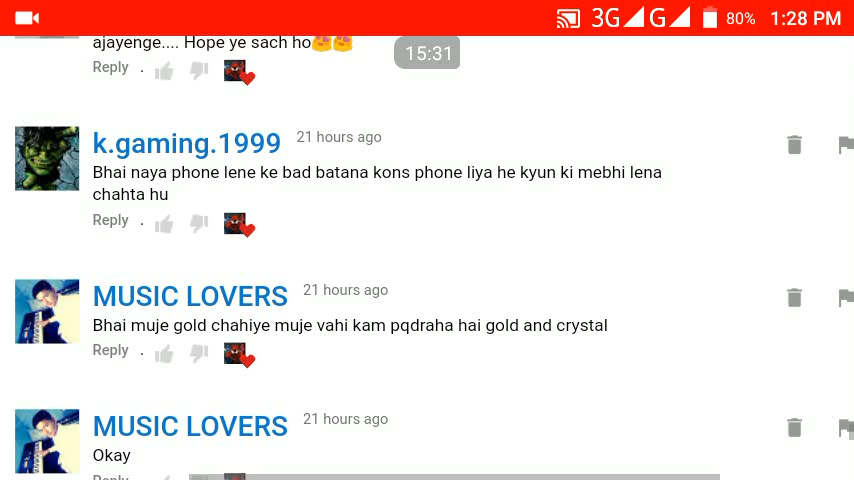 3G G 80% 1:28 PM
ajayenge.... Hope ye sach ho😍😍
15:31
Reply .
k.gaming.1999 21 hours ago
Bhai naya phone lene ke bad batana kons phone liya he kyun ki mebhi lena
chahta hu
Reply .
MUSIC LOVERS 21 hours ago
Bhai muje gold chahiye muje vahi kam pqdraha hai gold and crystal
Reply .
MUSIC LOVERS 21 hours ago
Okay
Reply .